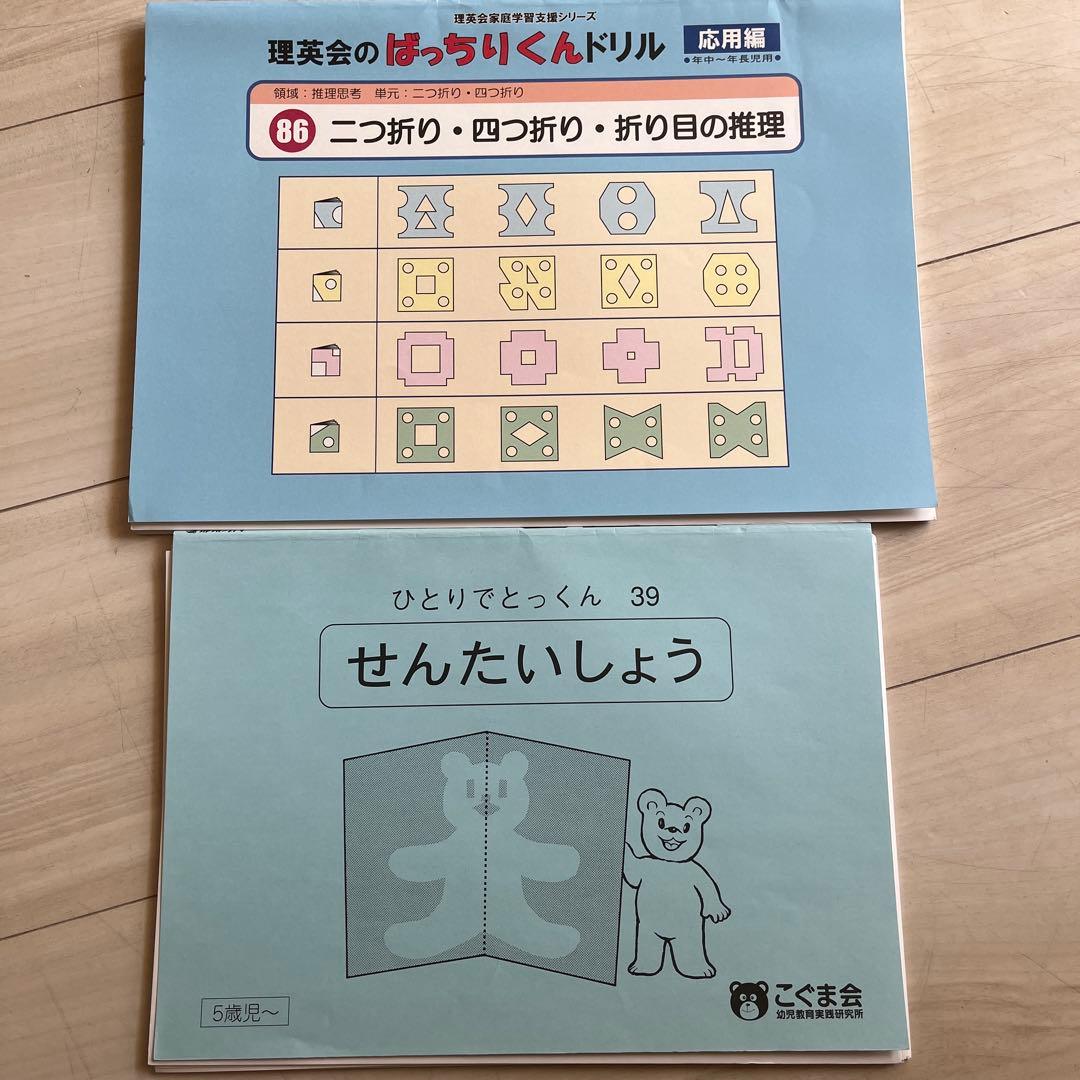 理英会家庭学習支援シリーズ
理英会の ばっちりくんドリル 応用編
●年中〜年長児用●
領域：推理思考 単元：二つ折り・四つ折り
86 二つ折り・四つ折り・折り目の推理
ひとりでとっくん 39
せんたいしょう
5歳児〜
こぐま会
幼児教育実践研究所